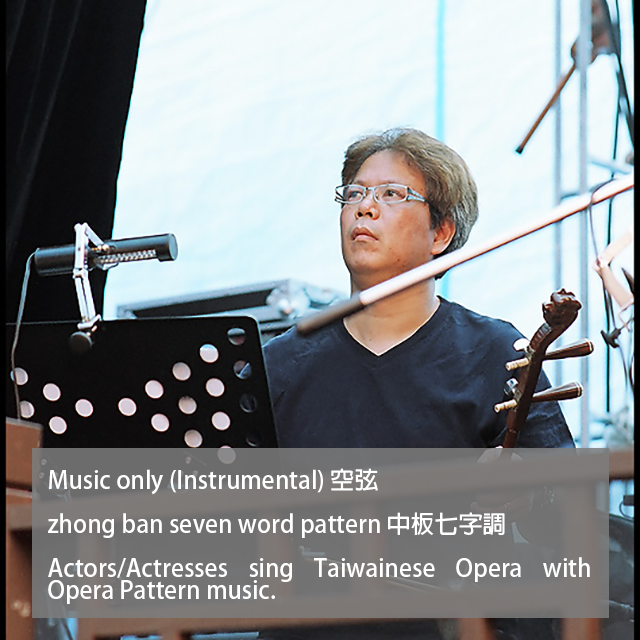 Music only (Instrumental) 空弦
zhong ban seven word pattern 中板七字調
Actors/Actresses sing Taiwainese Opera with
Opera Pattern music.